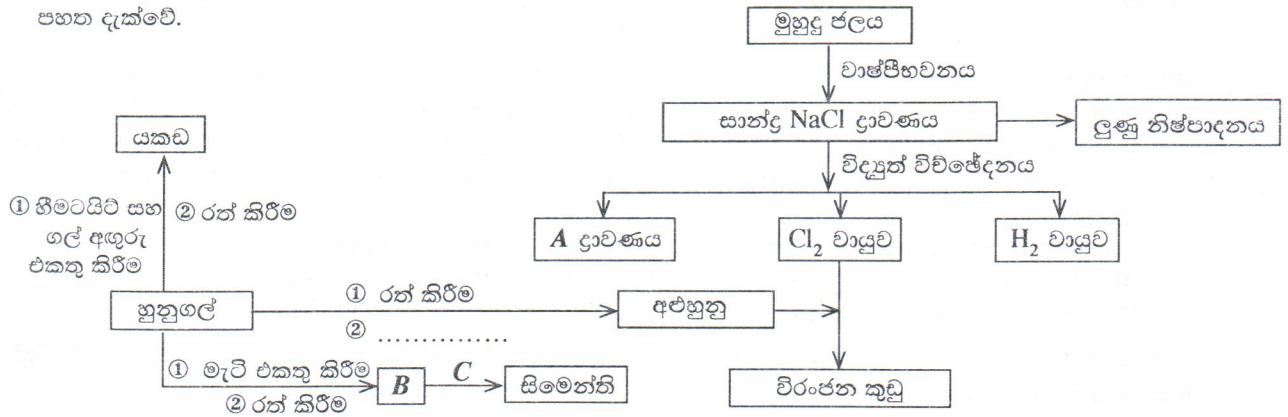 පහත දැක්වේ.
මුහුදු ජලය
වාෂ්පීභවනය
සාන්ද්‍ර NaCl ද්‍රාවණය
ලුණු නිෂ්පාදනය
විද්‍යුත් විච්ඡේදනය
A ද්‍රාවණය
Cl₂ වායුව
H₂ වායුව
යකඩ
① හීමටයිට් සහ
ගල් අඟුරු
එකතු කිරීම
② රත් කිරීම
හුනුගල්
① රත් කිරීම
② ...............
අළුහුනු
① මැටි එකතු කිරීම
② රත් කිරීම
B
C
සිමෙන්ති
විරංජන කුඩු